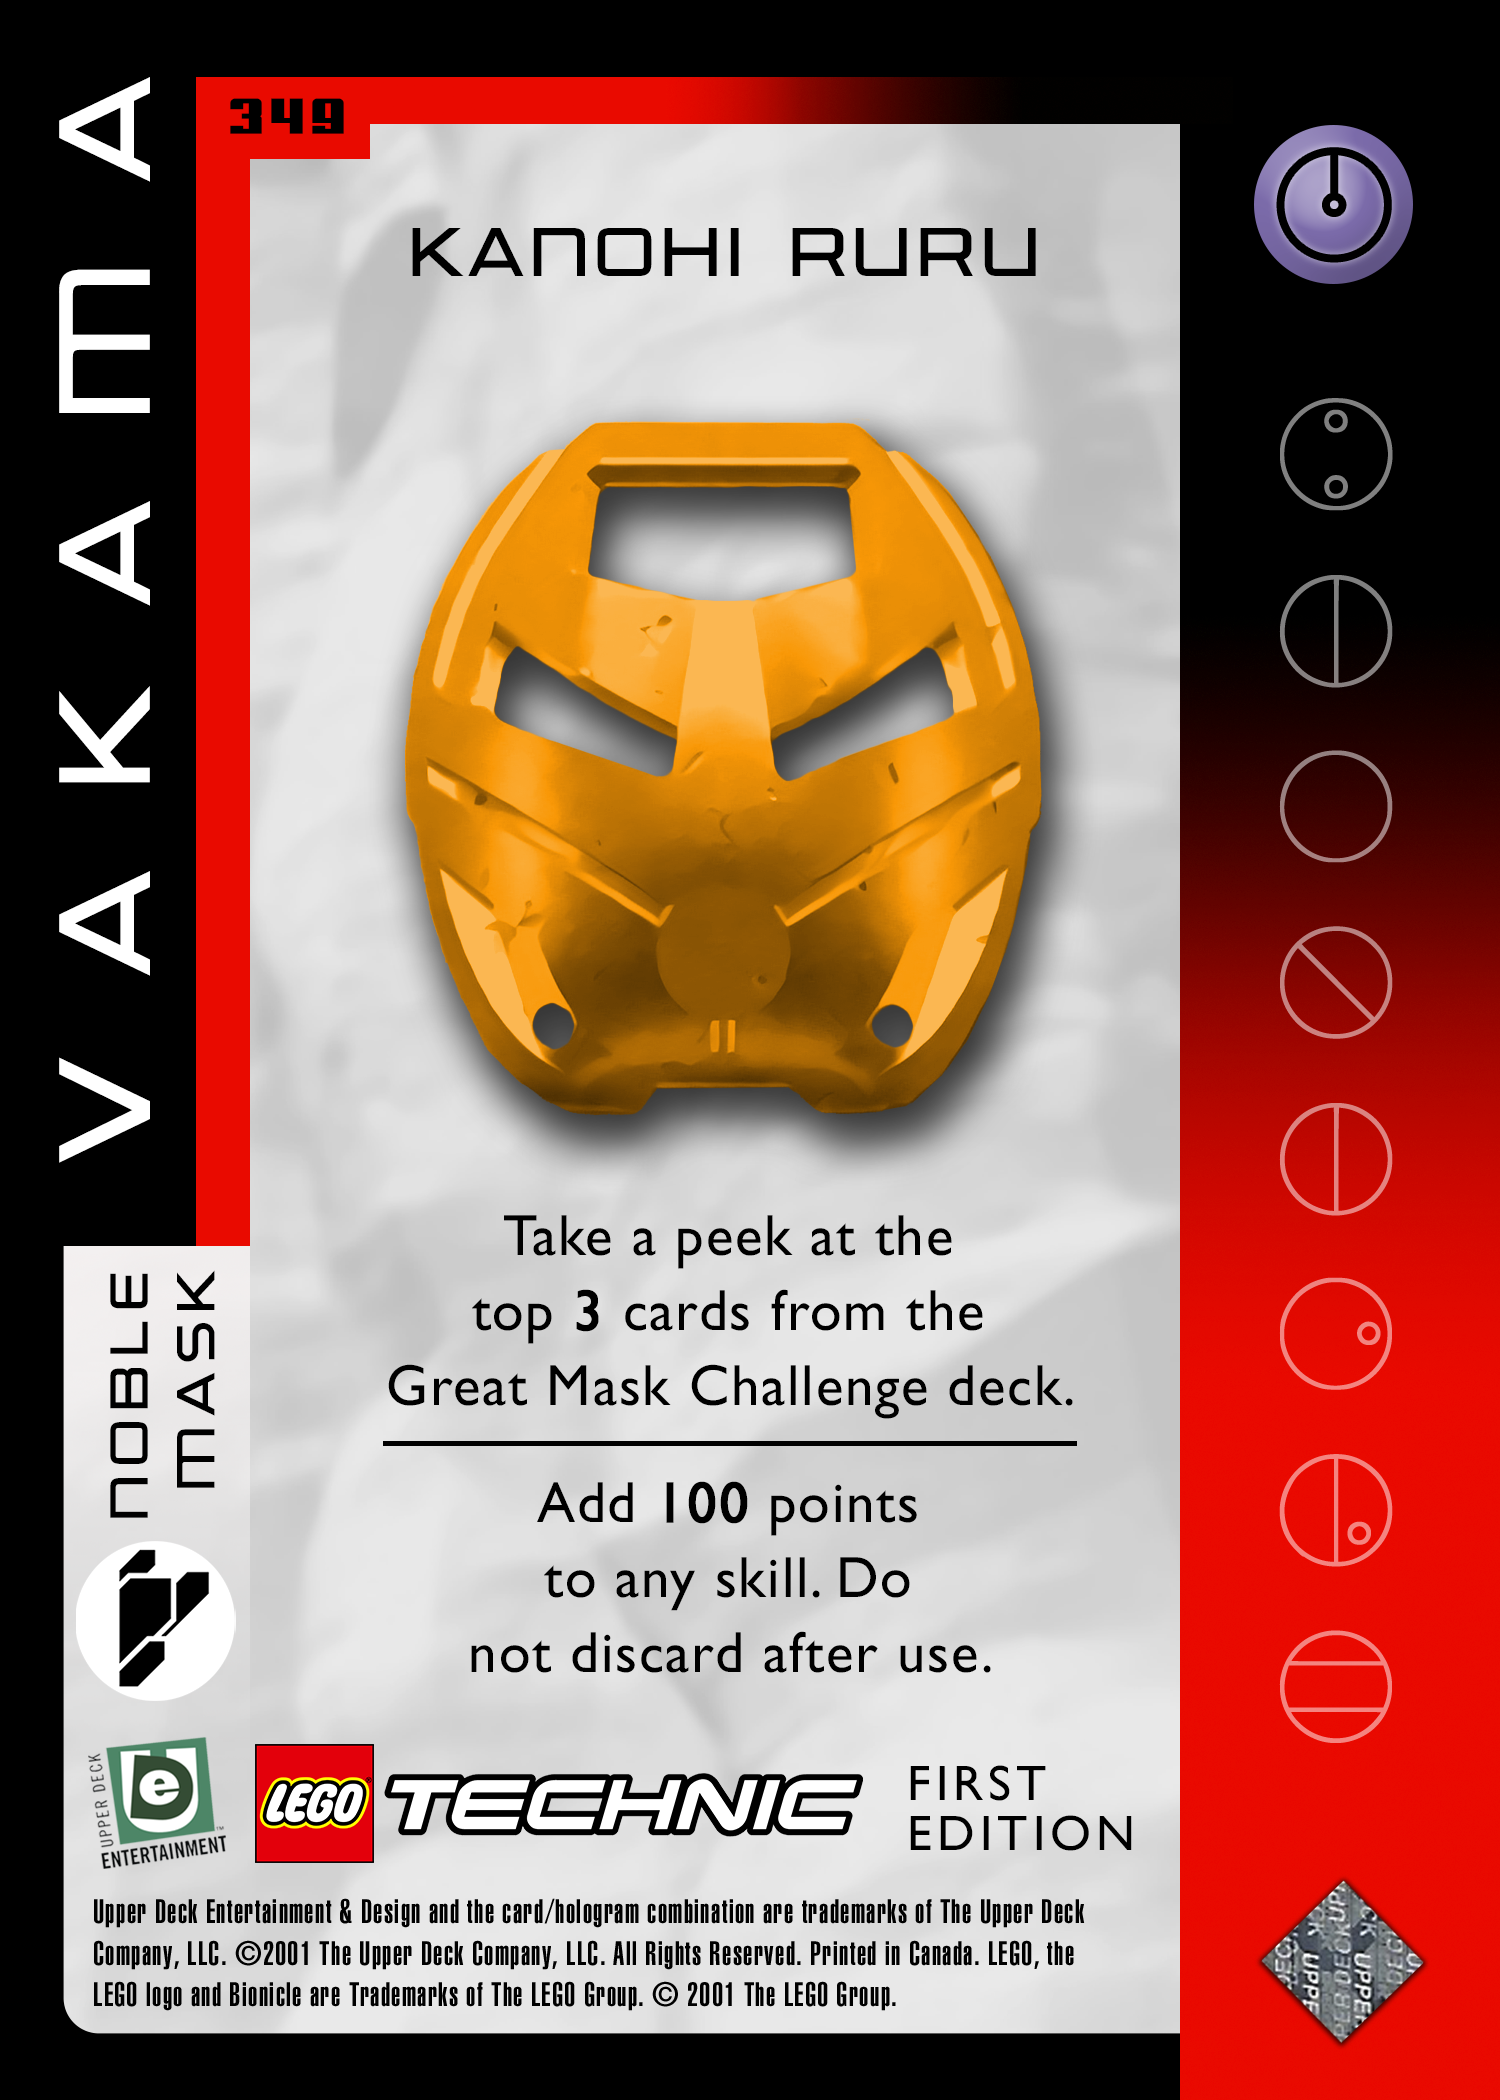 349
VAKAMA
KANOHI RURU
Take a peek at the
top 3 cards from the
Great Mask Challenge deck.
Add 100 points
to any skill. Do
not discard after use.
NOBLE
MASK
UPPER DECK
e
ENTERTAINMENT
™
LEGO
TECHNIC
FIRST
EDITION
Upper Deck Entertainment & Design and the card/hologram combination are trademarks of The Upper Deck
Company, LLC. ©2001 The Upper Deck Company, LLC. All Rights Reserved. Printed in Canada. LEGO, the
LEGO logo and Bionicle are Trademarks of The LEGO Group. © 2001 The LEGO Group.